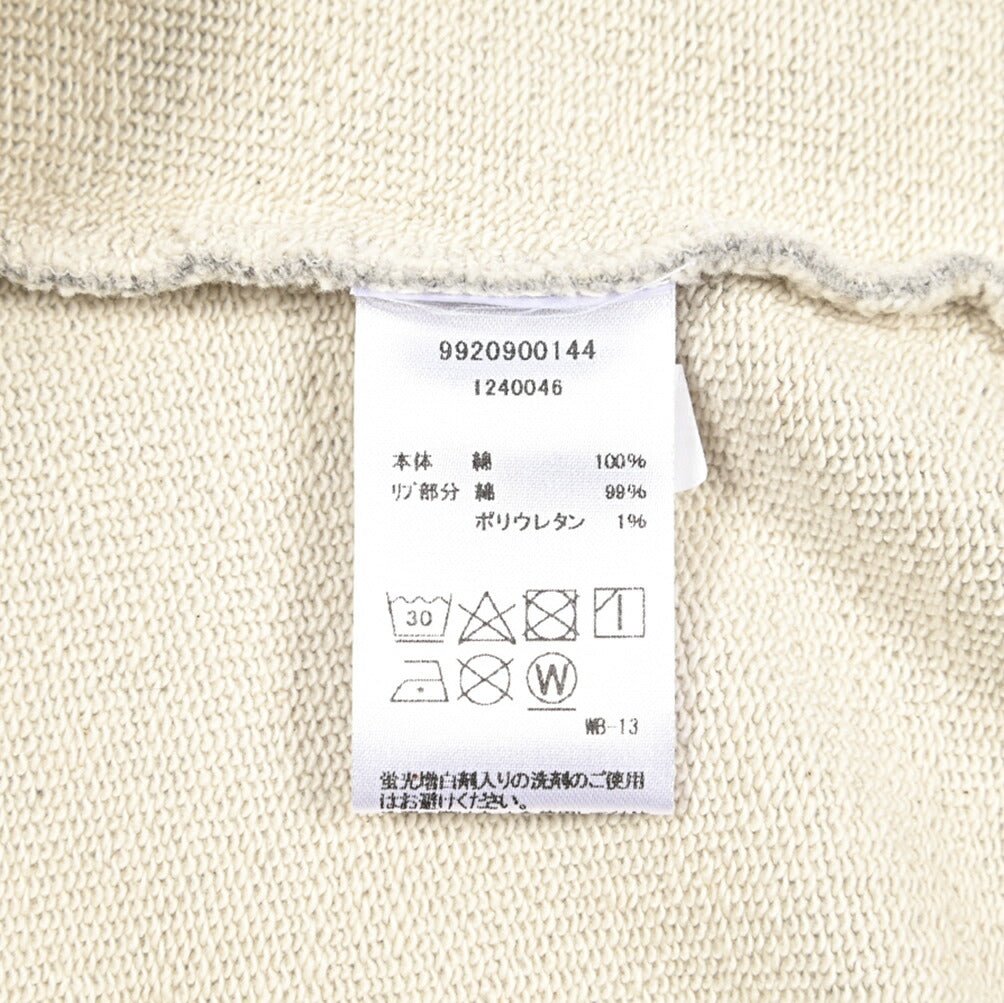 9920900144
1240046
本体 綿 100%
リブ部分 綿 99%
ポリウレタン 1%
30
W
WB-13
蛍光増白剤入りの洗剤のご使用
はお避けください。